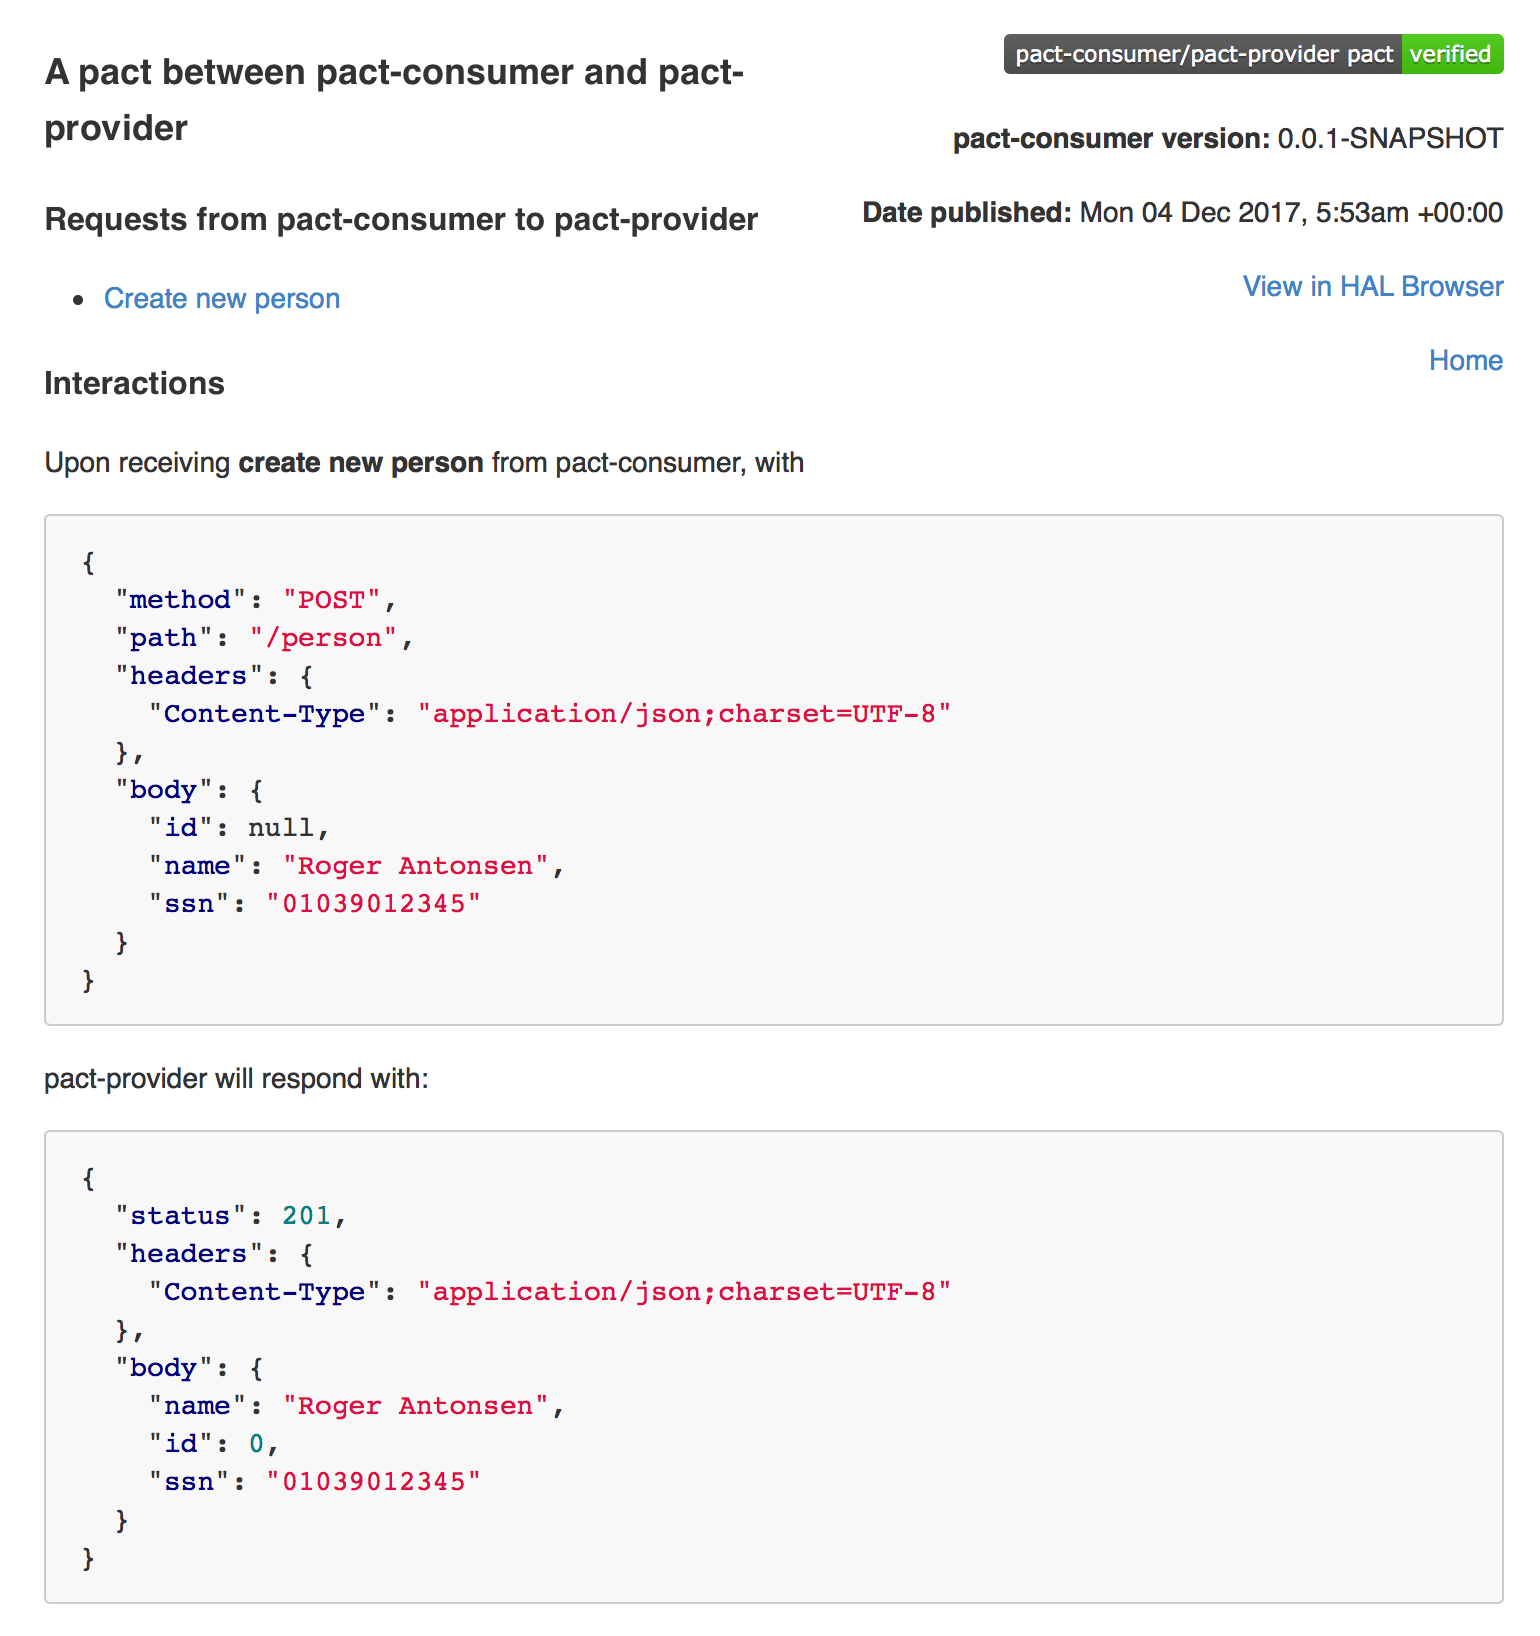 A pact between pact-consumer and pact-
provider
Requests from pact-consumer to pact-provider
Create new person
pact-consumer/pact-provider pact verified
pact-consumer version: 0.0.1-SNAPSHOT
Date published: Mon 04 Dec 2017, 5:53am +00:00
View in HAL Browser
Home
Interactions
Upon receiving create new person from pact-consumer, with
{
  "method": "POST",
  "path": "/person",
  "headers": {
    "Content-Type": "application/json;charset=UTF-8"
  },
  "body": {
    "id": null,
    "name": "Roger Antonsen",
    "ssn": "01039012345"
  }
}
pact-provider will respond with:
{
  "status": 201,
  "headers": {
    "Content-Type": "application/json;charset=UTF-8"
  },
  "body": {
    "name": "Roger Antonsen",
    "id": 0,
    "ssn": "01039012345"
  }
}